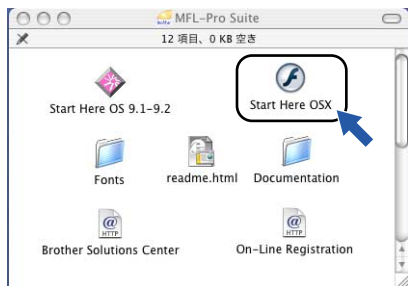 MFL-Pro Suite
12 項目、0 KB 空き
Start Here OS 9.1-9.2
Start Here OSX
Fonts
readme.html
Documentation
HTTP
HTTP
Brother Solutions Center
On-Line Registration